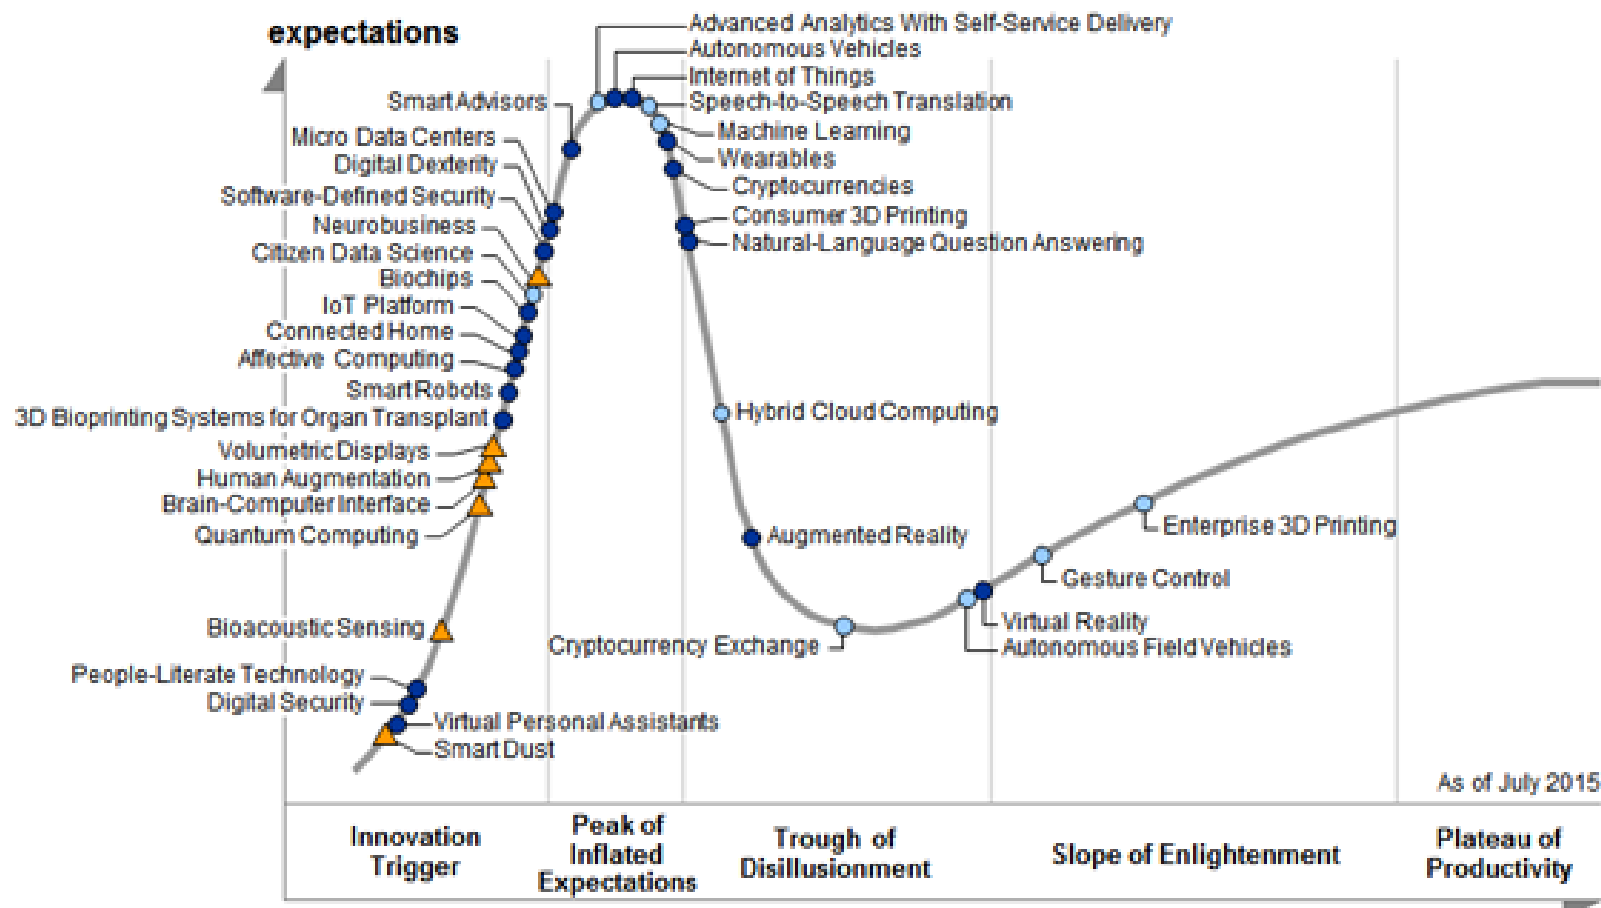 expectations
Advanced Analytics With Self-Service Delivery
Autonomous Vehicles
Internet of Things
Smart Advisors
Speech-to-Speech Translation
Micro Data Centers
Machine Learning
Digital Dexterity
Wearables
Software-Defined Security
Cryptocurrencies
Neurobusiness
Consumer 3D Printing
Citizen Data Science
Natural-Language Question Answering
Biochips
IoT Platform
Connected Home
Affective Computing
Smart Robots
3D Bioprinting Systems for Organ Transplant
Hybrid Cloud Computing
Volumetric Displays
Human Augmentation
Brain-Computer Interface
Quantum Computing
Augmented Reality
Enterprise 3D Printing
Gesture Control
Bioacoustic Sensing
Virtual Reality
Cryptocurrency Exchange
Autonomous Field Vehicles
People-Literate Technology
Digital Security
Virtual Personal Assistants
Smart Dust
As of July 2015
Innovation
Trigger
Peak of
Inflated
Expectations
Trough of
Disillusionment
Slope of Enlightenment
Plateau of
Productivity